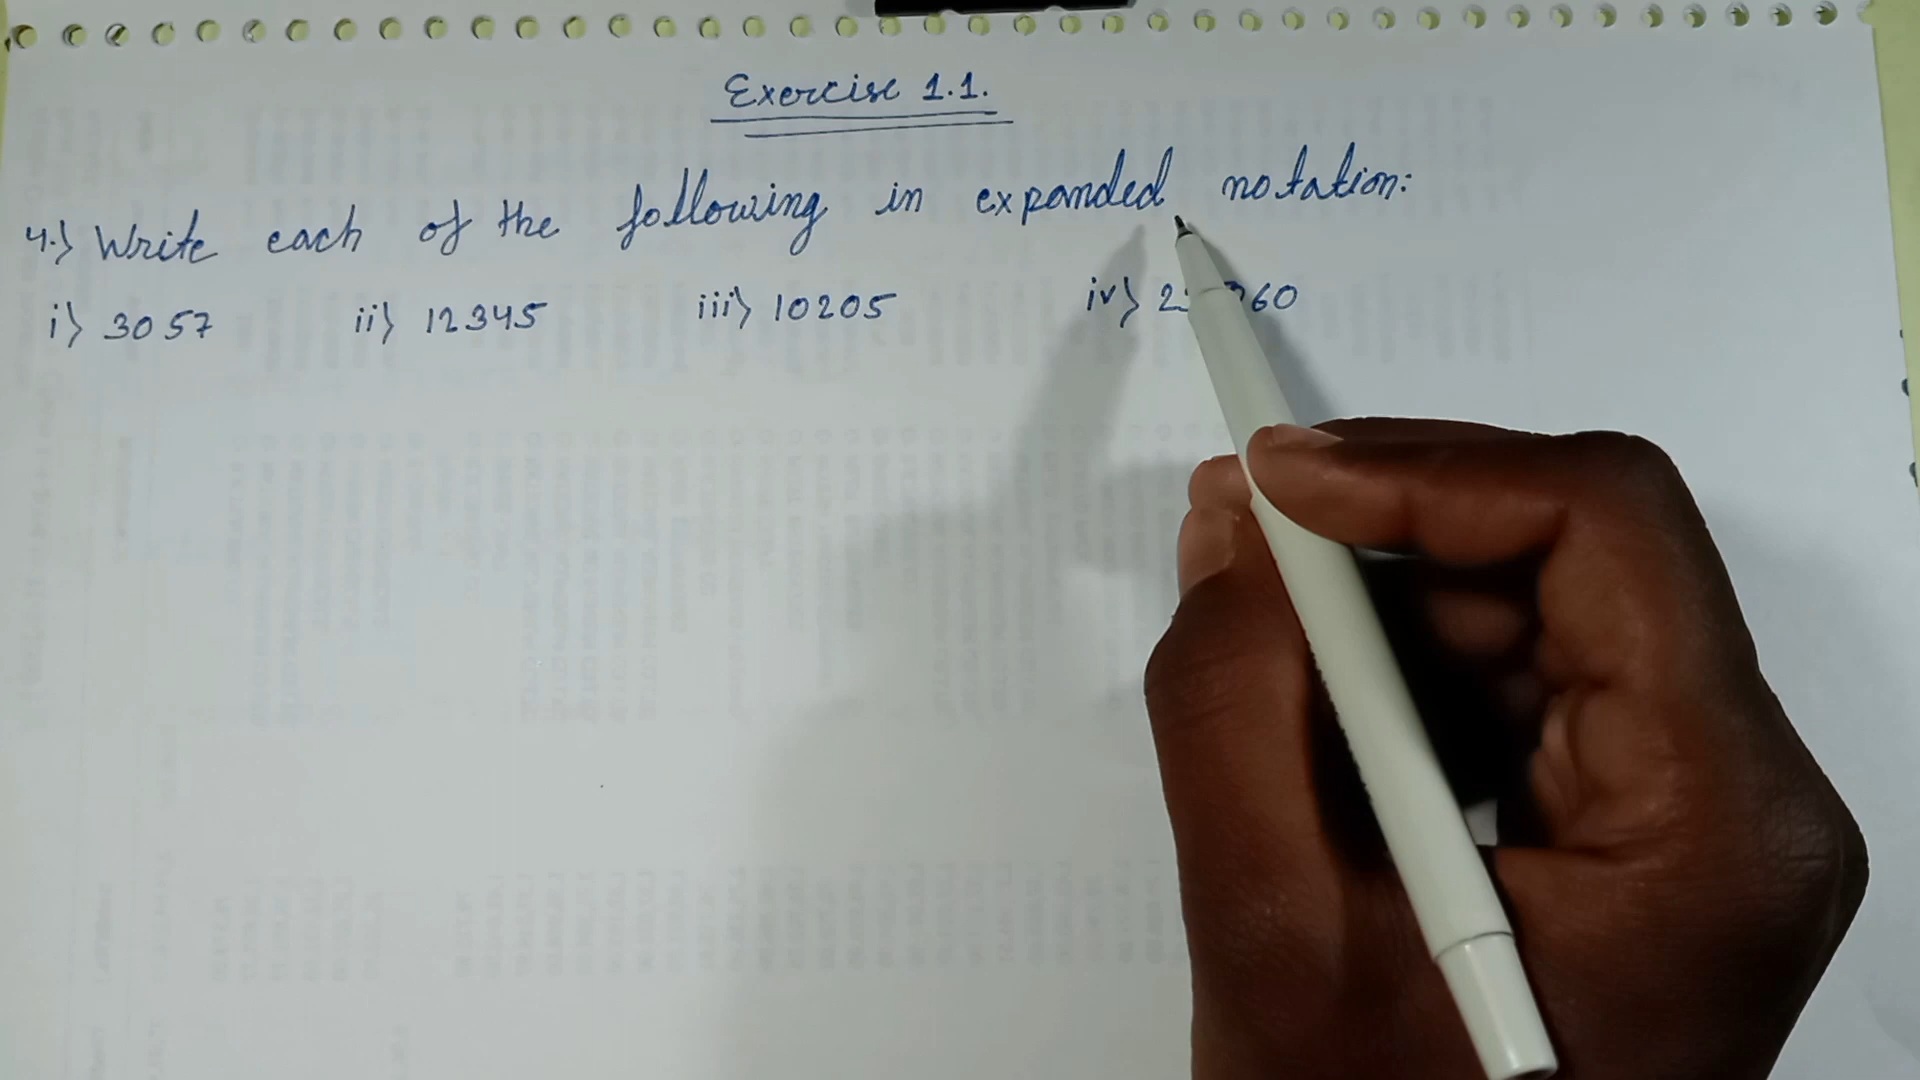 Exercise 1.1.
4.) Write each of the following in expanded notation:
i) 3057 ii) 12345 iii) 10205 iv)